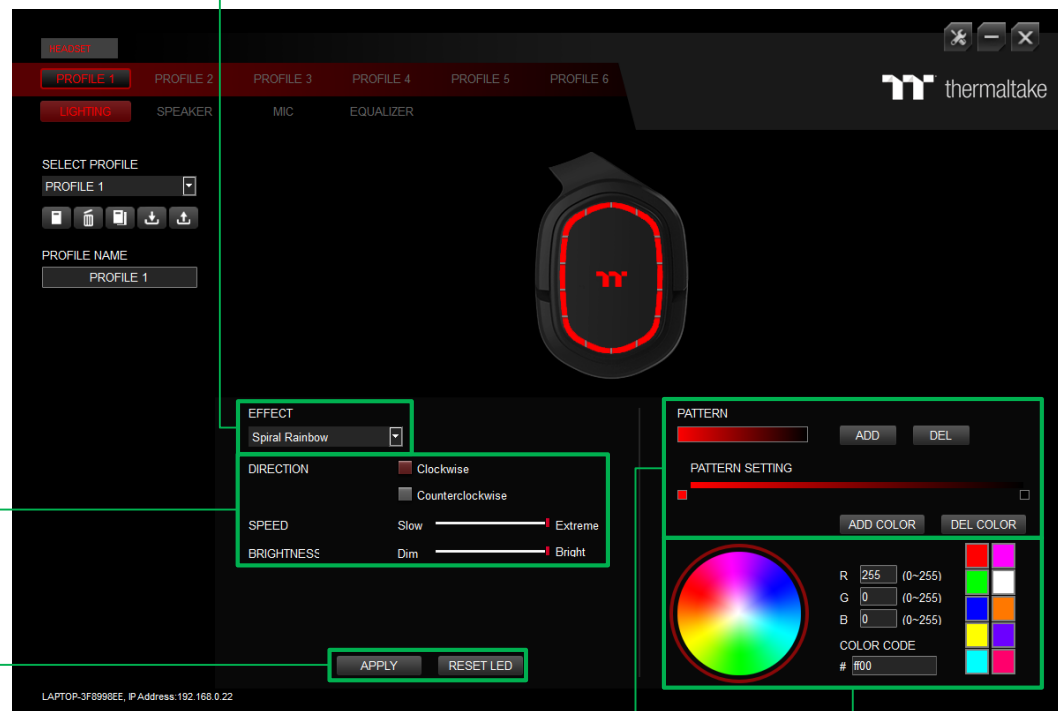 HEADSET
PROFILE 1 PROFILE 2 PROFILE 3 PROFILE 4 PROFILE 5 PROFILE 6
thermaltake
LIGHTING SPEAKER MIC EQUALIZER
SELECT PROFILE
PROFILE 1
PROFILE NAME
PROFILE 1
EFFECT
Spiral Rainbow
DIRECTION Clockwise
Counterclockwise
SPEED Slow Extreme
BRIGHTNESS Dim Bright
APPLY RESET LED
PATTERN
ADD DEL
PATTERN SETTING
ADD COLOR DEL COLOR
R 255 (0~255)
G 0 (0~255)
B 0 (0~255)
COLOR CODE
# ff00
LAPTOP-3F8998EE, IP Address:192.168.0.22